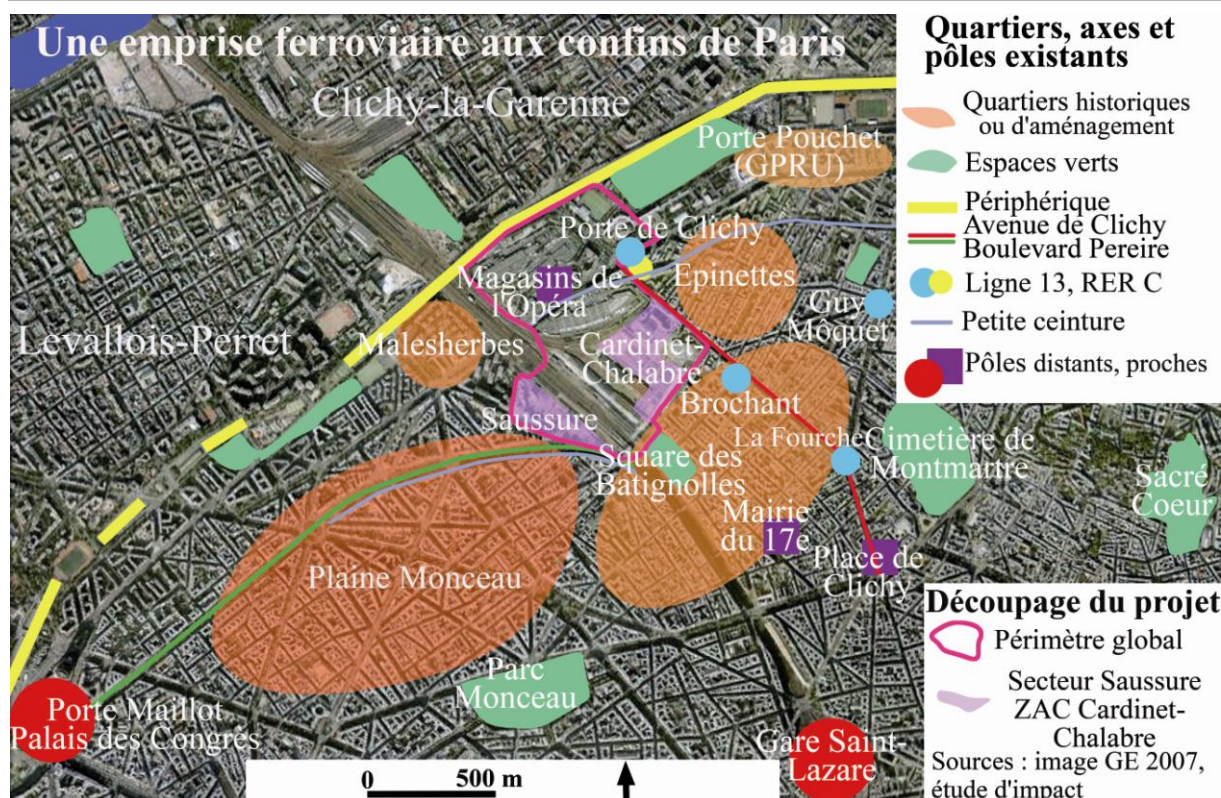 Une emprise ferroviaire aux confins de Paris
Clichy-la-Garenne
Porte Pouchet
(GPRU)
Porte de Clichy
Magasins de
l'Opéra
Epinettes
Guy
Môquet
Levallois-Perret
Malesherbes
Cardinet-
Chalabre
Saussure
Brochant
La Fourche
Square des
Batignolles
Cimetière de
Montmartre
Sacré
Coeur
Mairie
du 17e
Place de
Clichy
Plaine Monceau
Parc
Monceau
Porte Maillot
Palais des Congrès
Gare Saint-
Lazare
0 500 m
Quartiers, axes et
pôles existants
Quartiers historiques
ou d'aménagement
Espaces verts
Périphérique
Avenue de Clichy
Boulevard Pereire
Ligne 13, RER C
Petite ceinture
Pôles distants, proches
Découpage du projet
Périmètre global
Secteur Saussure
ZAC Cardinet-
Chalabre
Sources : image GE 2007,
étude d'impact